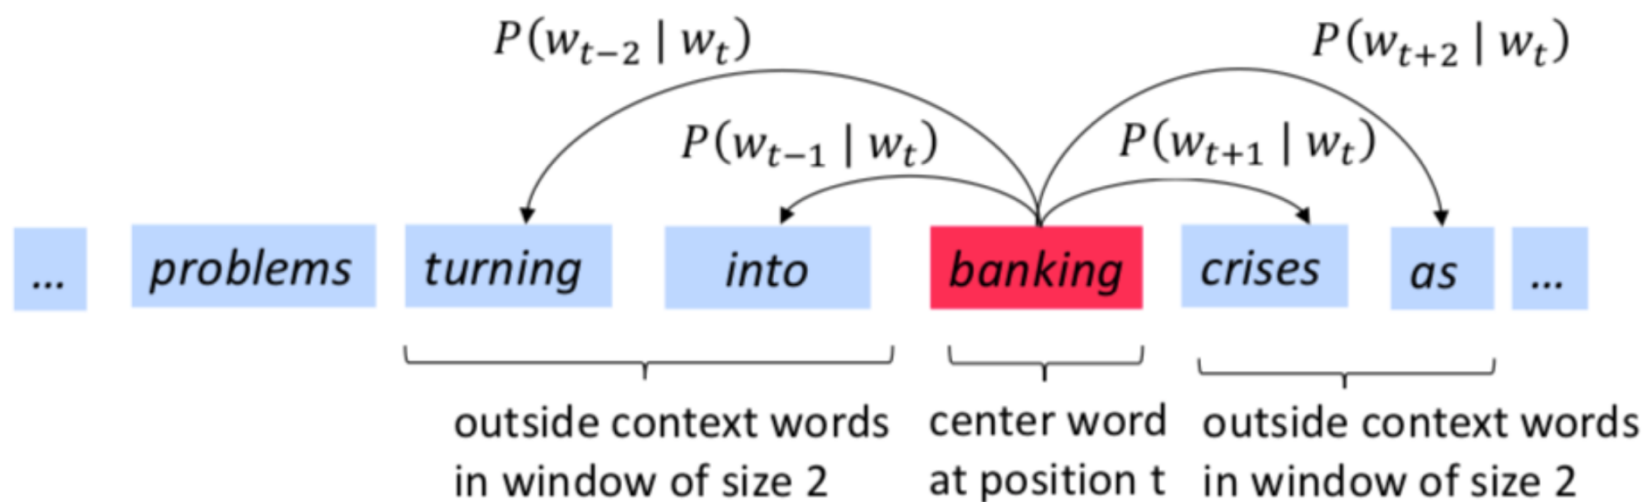 P(w_{t−2} | w_t) P(w_{t+2} | w_t)
P(w_{t−1} | w_t) P(w_{t+1} | w_t)
... problems turning into banking crises as ...
outside context words center word outside context words
in window of size 2 at position t in window of size 2